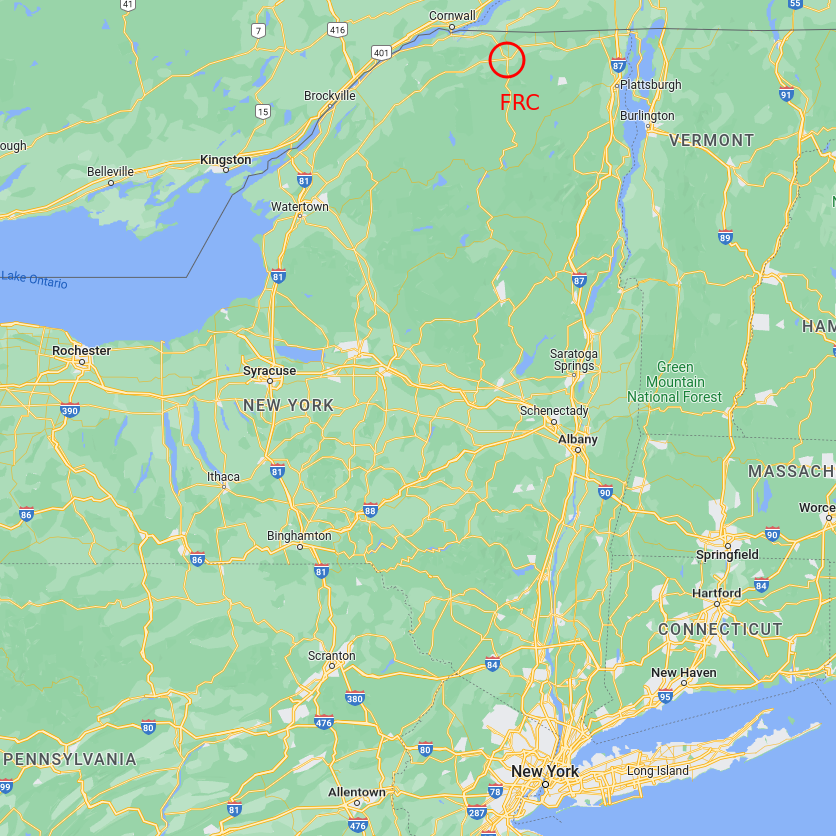 41
55
Cornwall
416
7
401
87
Plattsburgh
91
FRC
Brockville
15
Burlington
VERMONT
ough
Kingston
Belleville
81
Watertown
89
Lake Ontario
81
87
HAM
Rochester
Saratoga
Springs
Syracuse
Green
Mountain
National Forest
NEW YORK
390
Schenectady
Albany
Ithaca
81
MASSACH
90
86
88
Worce
Binghamton
90
Springfield
86
81
84
Hartford
CONNECTICUT
Scranton
84
New Haven
380
95
476
80
80
PENNSYLVANIA
New York
Long Island
99
Allentown
78
81
287
476